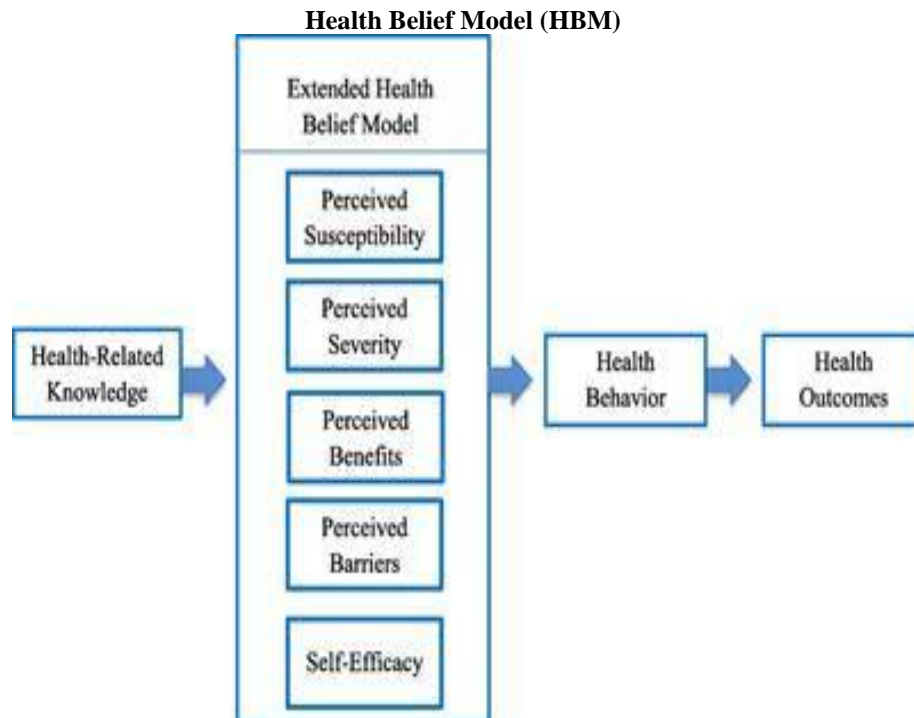 Health Belief Model (HBM)
Extended Health
Belief Model
Perceived
Susceptibility
Perceived
Severity
Health-Related
Knowledge
Health
Behavior
Health
Outcomes
Perceived
Benefits
Perceived
Barriers
Self-Efficacy